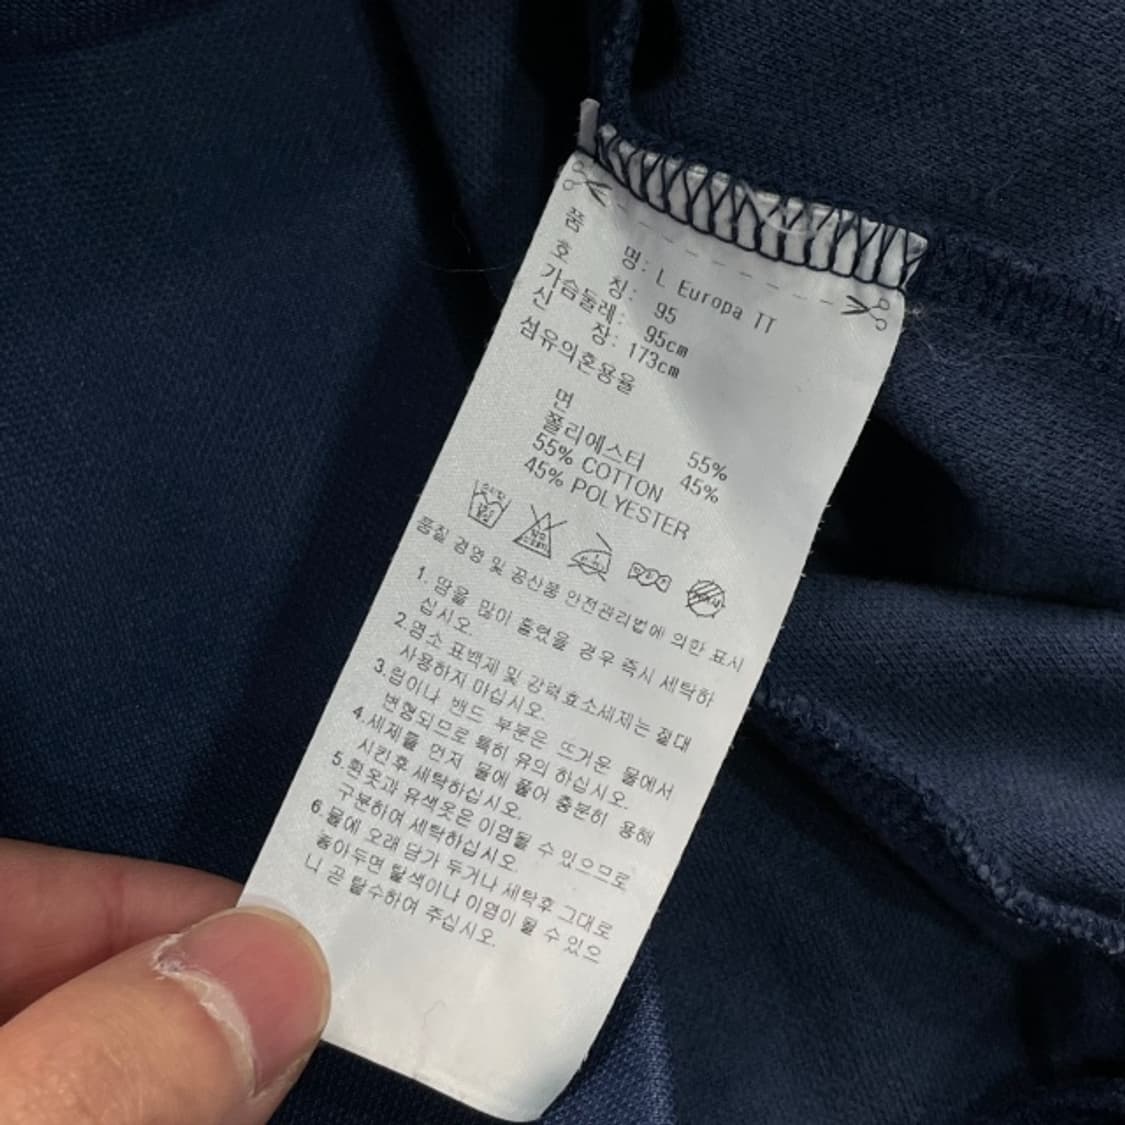 품 명: L Europa TT
호 칭: 95
가슴둘레: 95cm
신 장: 173cm
섬유의혼용율
면 55%
폴리에스터 45%
55% COTTON
45% POLYESTER
품질 경영 및 공산품 안전관리법에 의한 표시
1. 땀을 많이 흘렸을 경우 즉시 세탁하
십시오.
2.염소 표백제 및 강력효소세제는 절대
사용하지 마십시오.
3.립이나 밴드 부분은 뜨거운 물에서
변형되므로 특히 유의 하십시오.
4.세제를 먼저 물에 풀어 충분히 용해
시킨후 세탁하십시오.
5.흰옷과 유색옷은 이염될 수 있으므로
구분하여 세탁하십시오
6.물에 오래 담가 두거나 세탁후 그대로
놓아두면 탈색이나 이염이 될 수 있으
니 곧 탈수하여 주십시오.